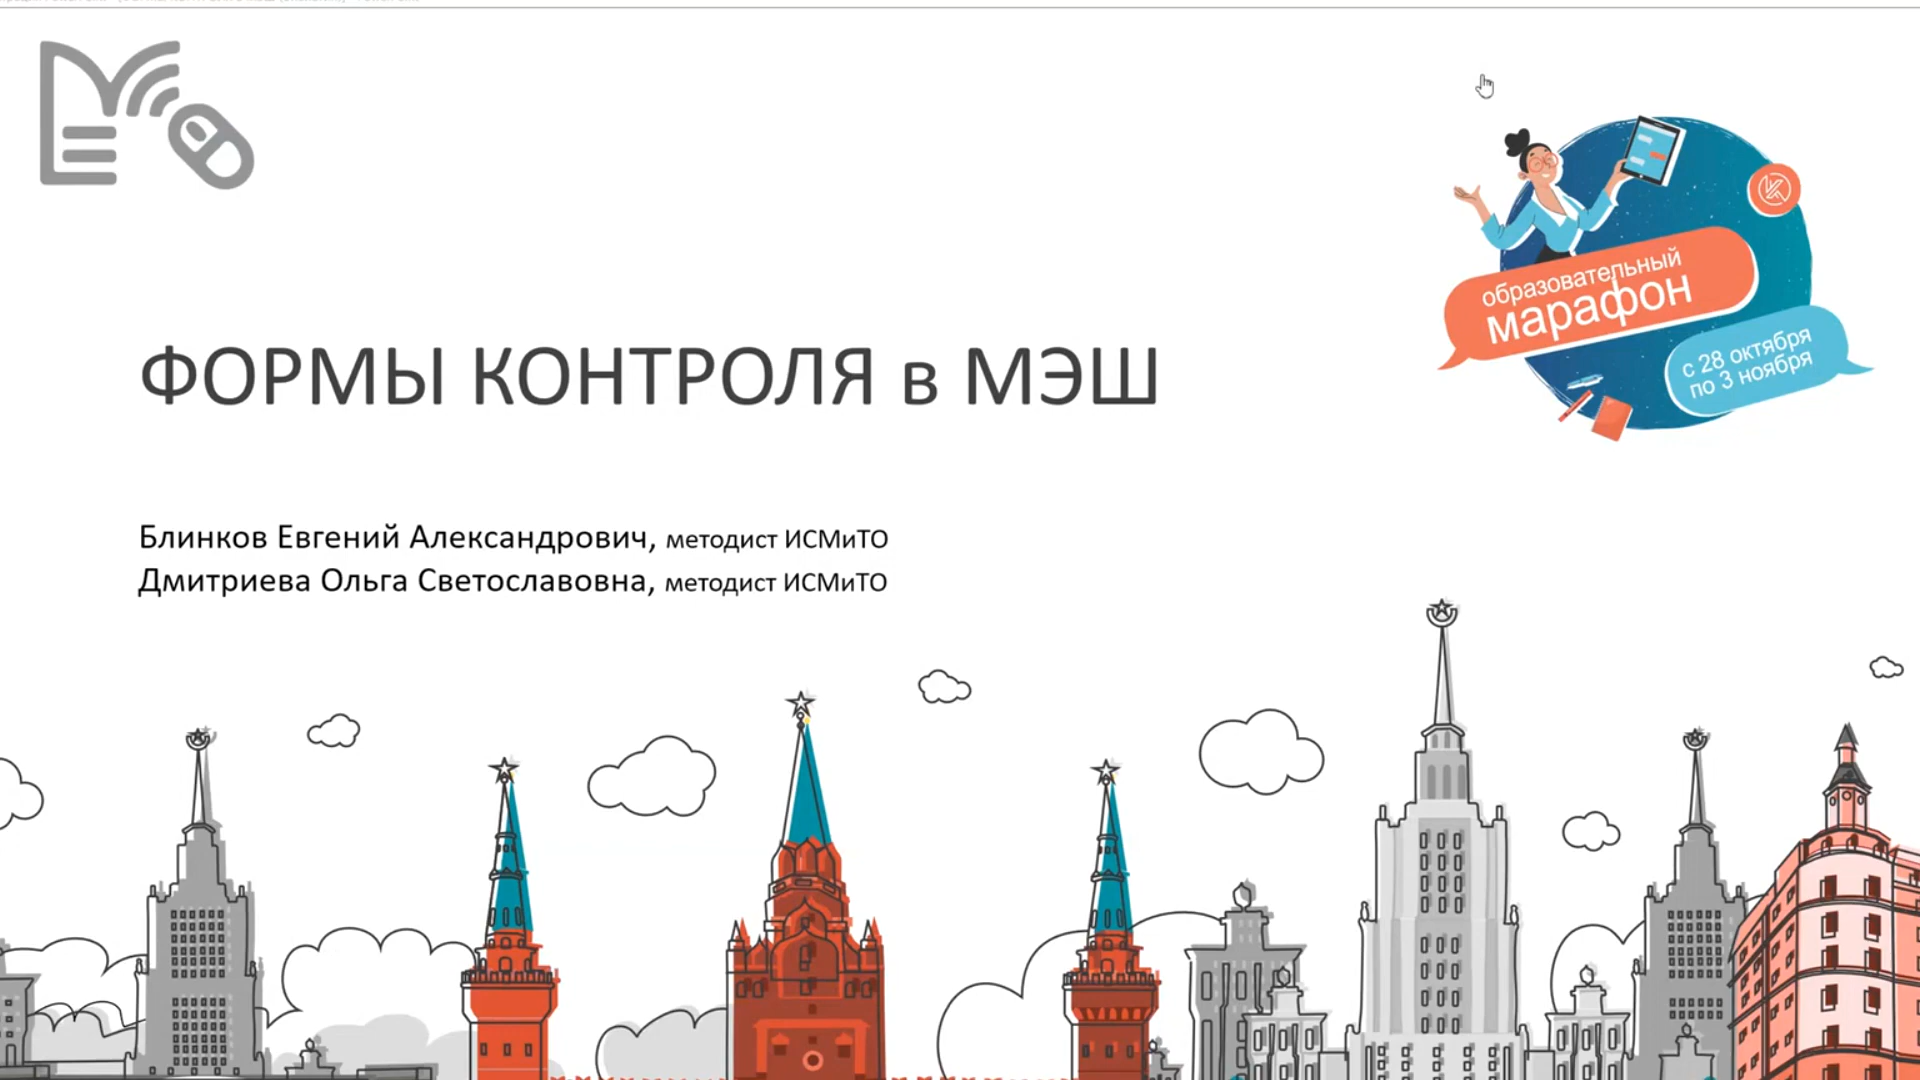 образовательный
марафон
с 28 октября
по 3 ноября
ФОРМЫ КОНТРОЛЯ в МЭШ
Блинков Евгений Александрович, методист ИСМиТО
Дмитриева Ольга Светославовна, методист ИСМиТО